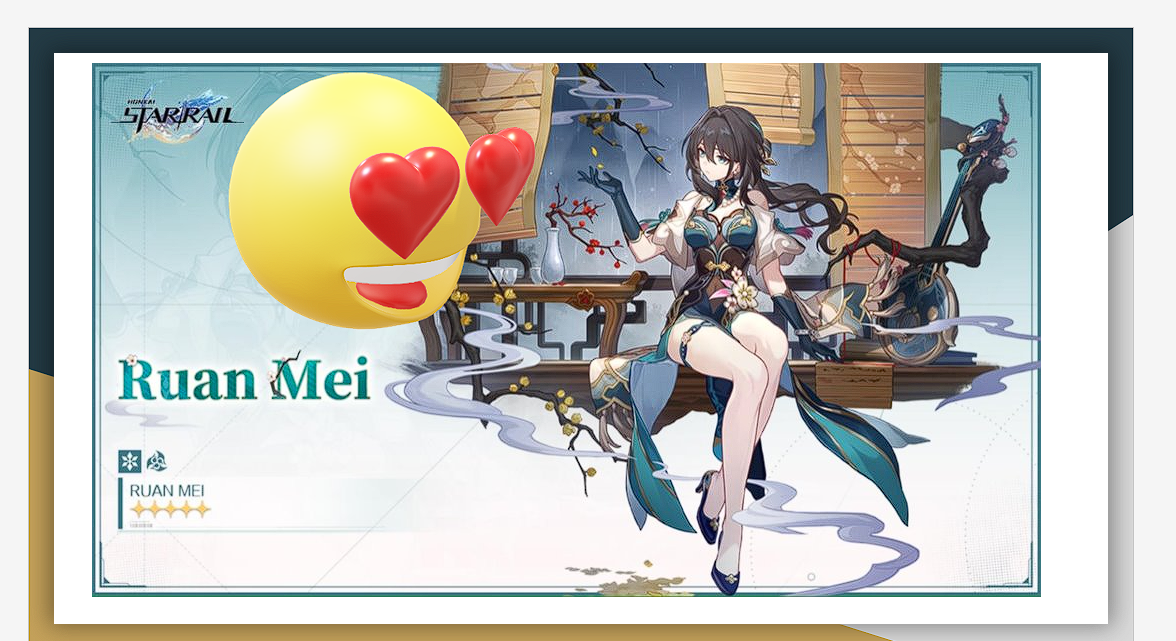 HONKAI
STAR RAIL
Ruan Mei
RUAN MEI